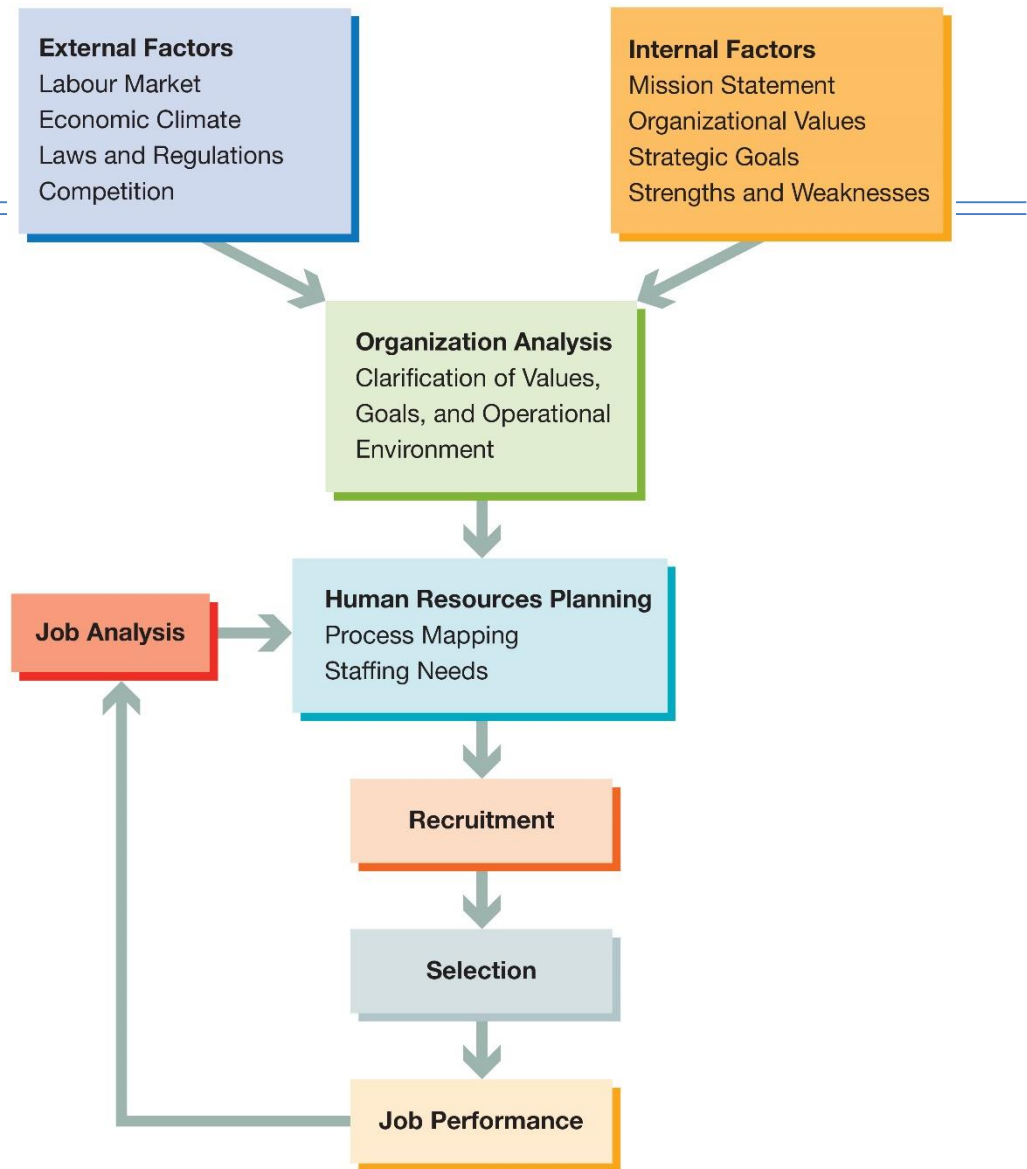 External Factors
Labour Market
Economic Climate
Laws and Regulations
Competition
Internal Factors
Mission Statement
Organizational Values
Strategic Goals
Strengths and Weaknesses
Organization Analysis
Clarification of Values,
Goals, and Operational
Environment
Job Analysis
Human Resources Planning
Process Mapping
Staffing Needs
Recruitment
Selection
Job Performance